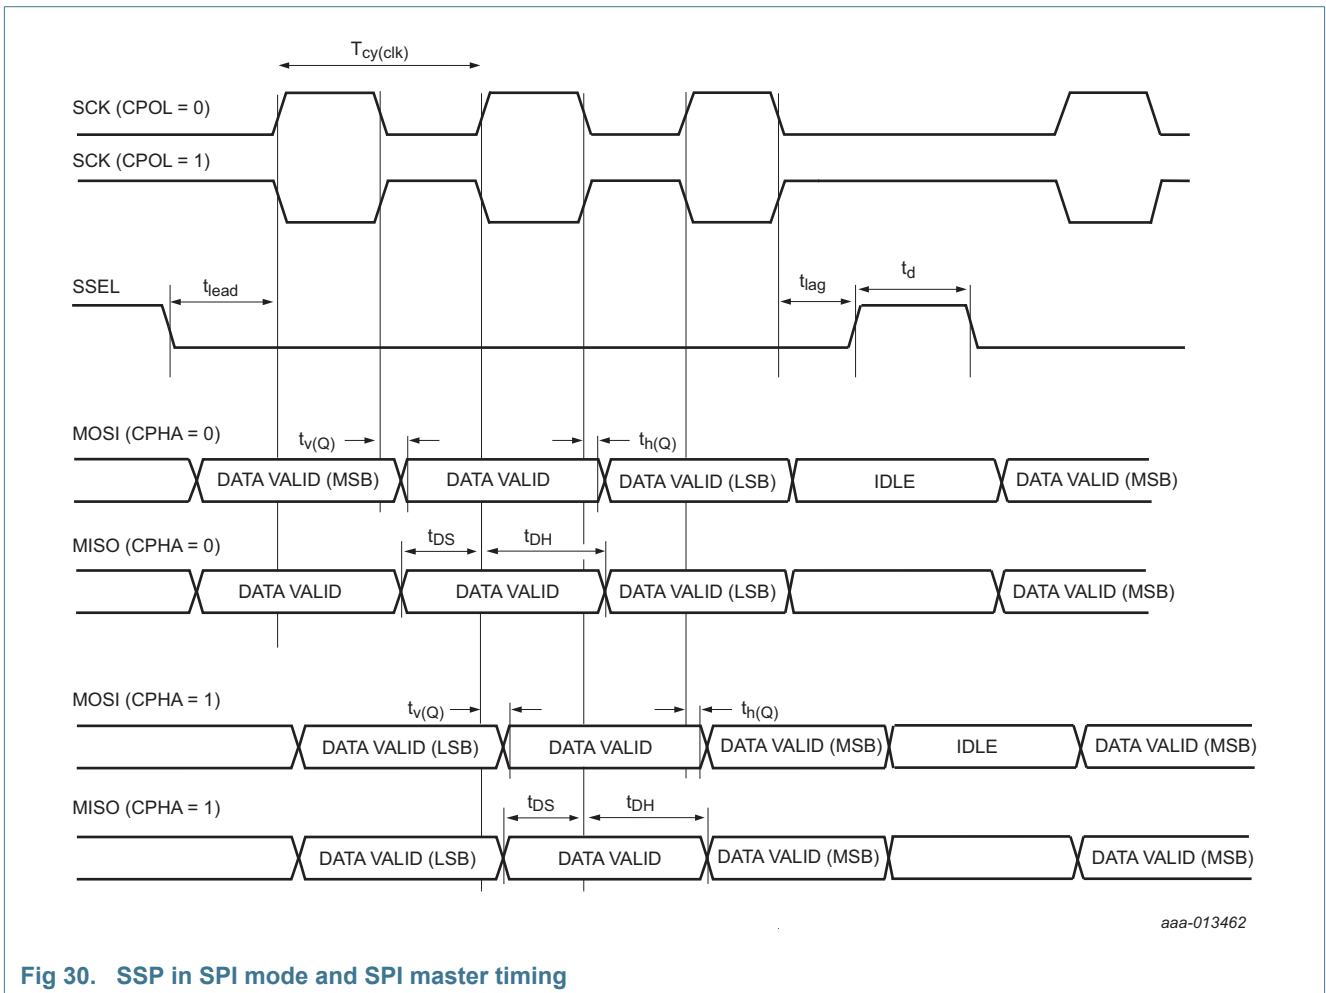 Tcy(clk)
SCK (CPOL = 0)
SCK (CPOL = 1)
SSEL
tlead
tlag
td
MOSI (CPHA = 0)
tv(Q)
th(Q)
DATA VALID (MSB) DATA VALID DATA VALID (LSB) IDLE DATA VALID (MSB)
MISO (CPHA = 0)
tDS
tDH
DATA VALID DATA VALID DATA VALID (LSB) DATA VALID (MSB)
MOSI (CPHA = 1)
tv(Q)
th(Q)
DATA VALID (LSB) DATA VALID DATA VALID (MSB) IDLE DATA VALID (MSB)
MISO (CPHA = 1)
tDS
tDH
DATA VALID (LSB) DATA VALID DATA VALID (MSB) DATA VALID (MSB)
aaa-013462
Fig 30. SSP in SPI mode and SPI master timing